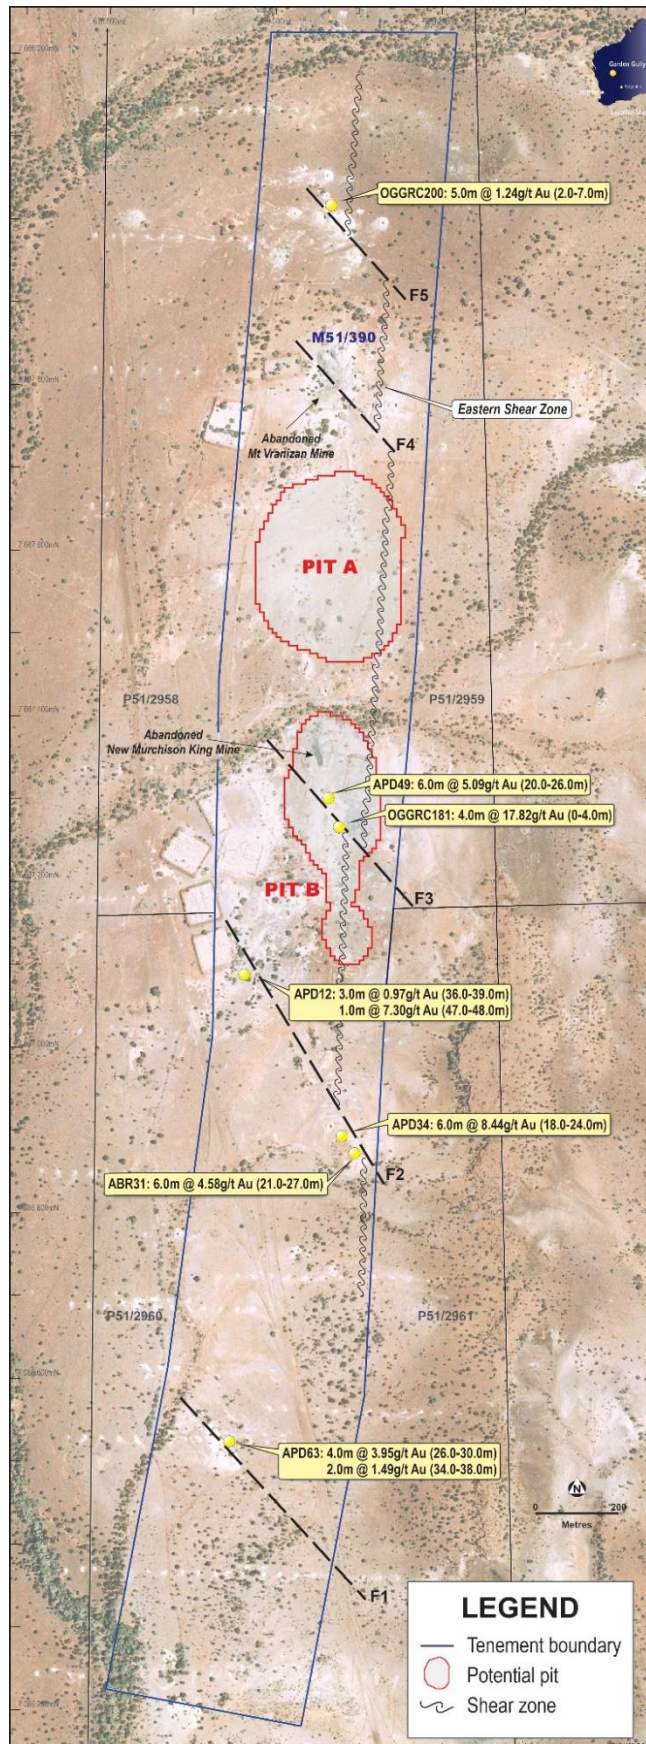 Garden Gully
OGGRC200: 5.0m @ 1.24g/t Au (2.0-7.0m)
F5
M51/390
Eastern Shear Zone
Abandoned
Mt Vranizan Mine
F4
PIT A
P51/2958
P51/2959
Abandoned
New Murchison King Mine
APD49: 6.0m @ 5.09g/t Au (20.0-26.0m)
OGGRC181: 4.0m @ 17.82g/t Au (0-4.0m)
PIT B
F3
APD12: 3.0m @ 0.97g/t Au (36.0-39.0m)
1.0m @ 7.30g/t Au (47.0-48.0m)
APD34: 6.0m @ 8.44g/t Au (18.0-24.0m)
ABR31: 6.0m @ 4.58g/t Au (21.0-27.0m)
F2
P51/2960
P51/2961
APD63: 4.0m @ 3.95g/t Au (26.0-30.0m)
2.0m @ 1.49g/t Au (34.0-38.0m)
N
0 200
Metres
F1
LEGEND
Tenement boundary
Potential pit
Shear zone